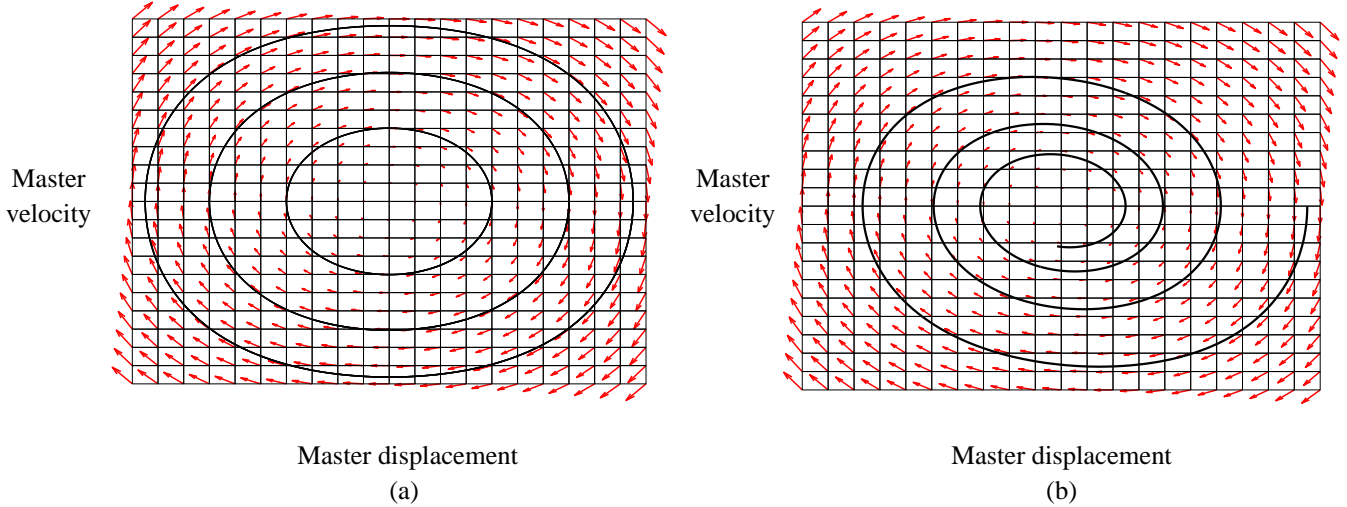 Master
velocity
Master displacement
(a)
Master
velocity
Master displacement
(b)